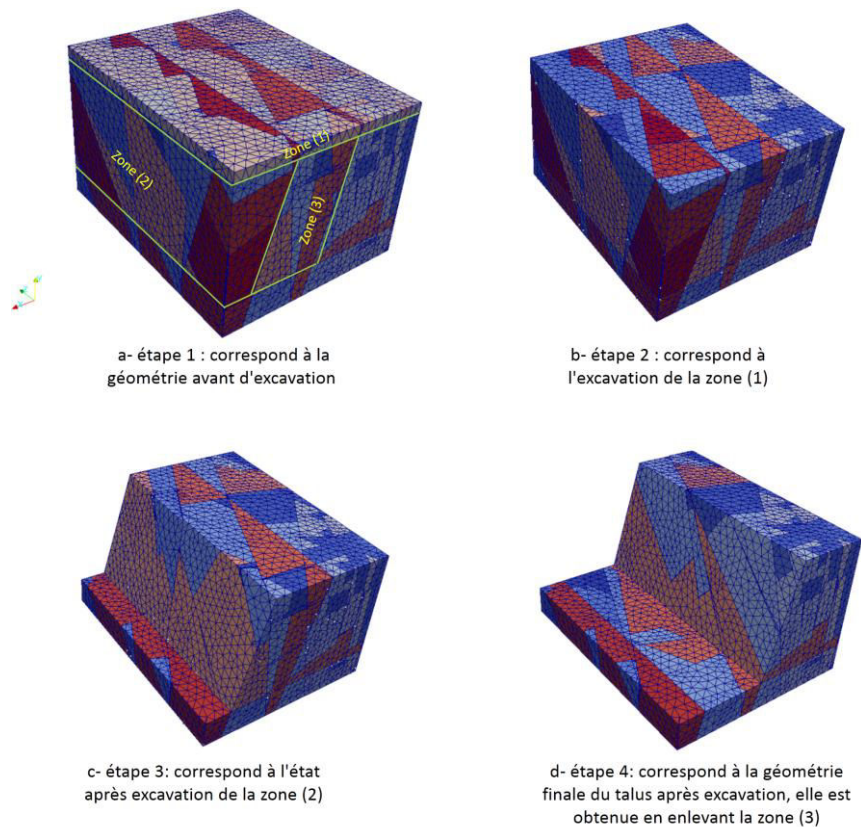 Zone (1)
Zone (2)
Zone (3)
a- étape 1 : correspond à la
géométrie avant d'excavation
b- étape 2 : correspond à
l'excavation de la zone (1)
c- étape 3: correspond à l'état
après excavation de la zone (2)
d- étape 4: correspond à la géométrie
finale du talus après excavation, elle est
obtenue en enlevant la zone (3)